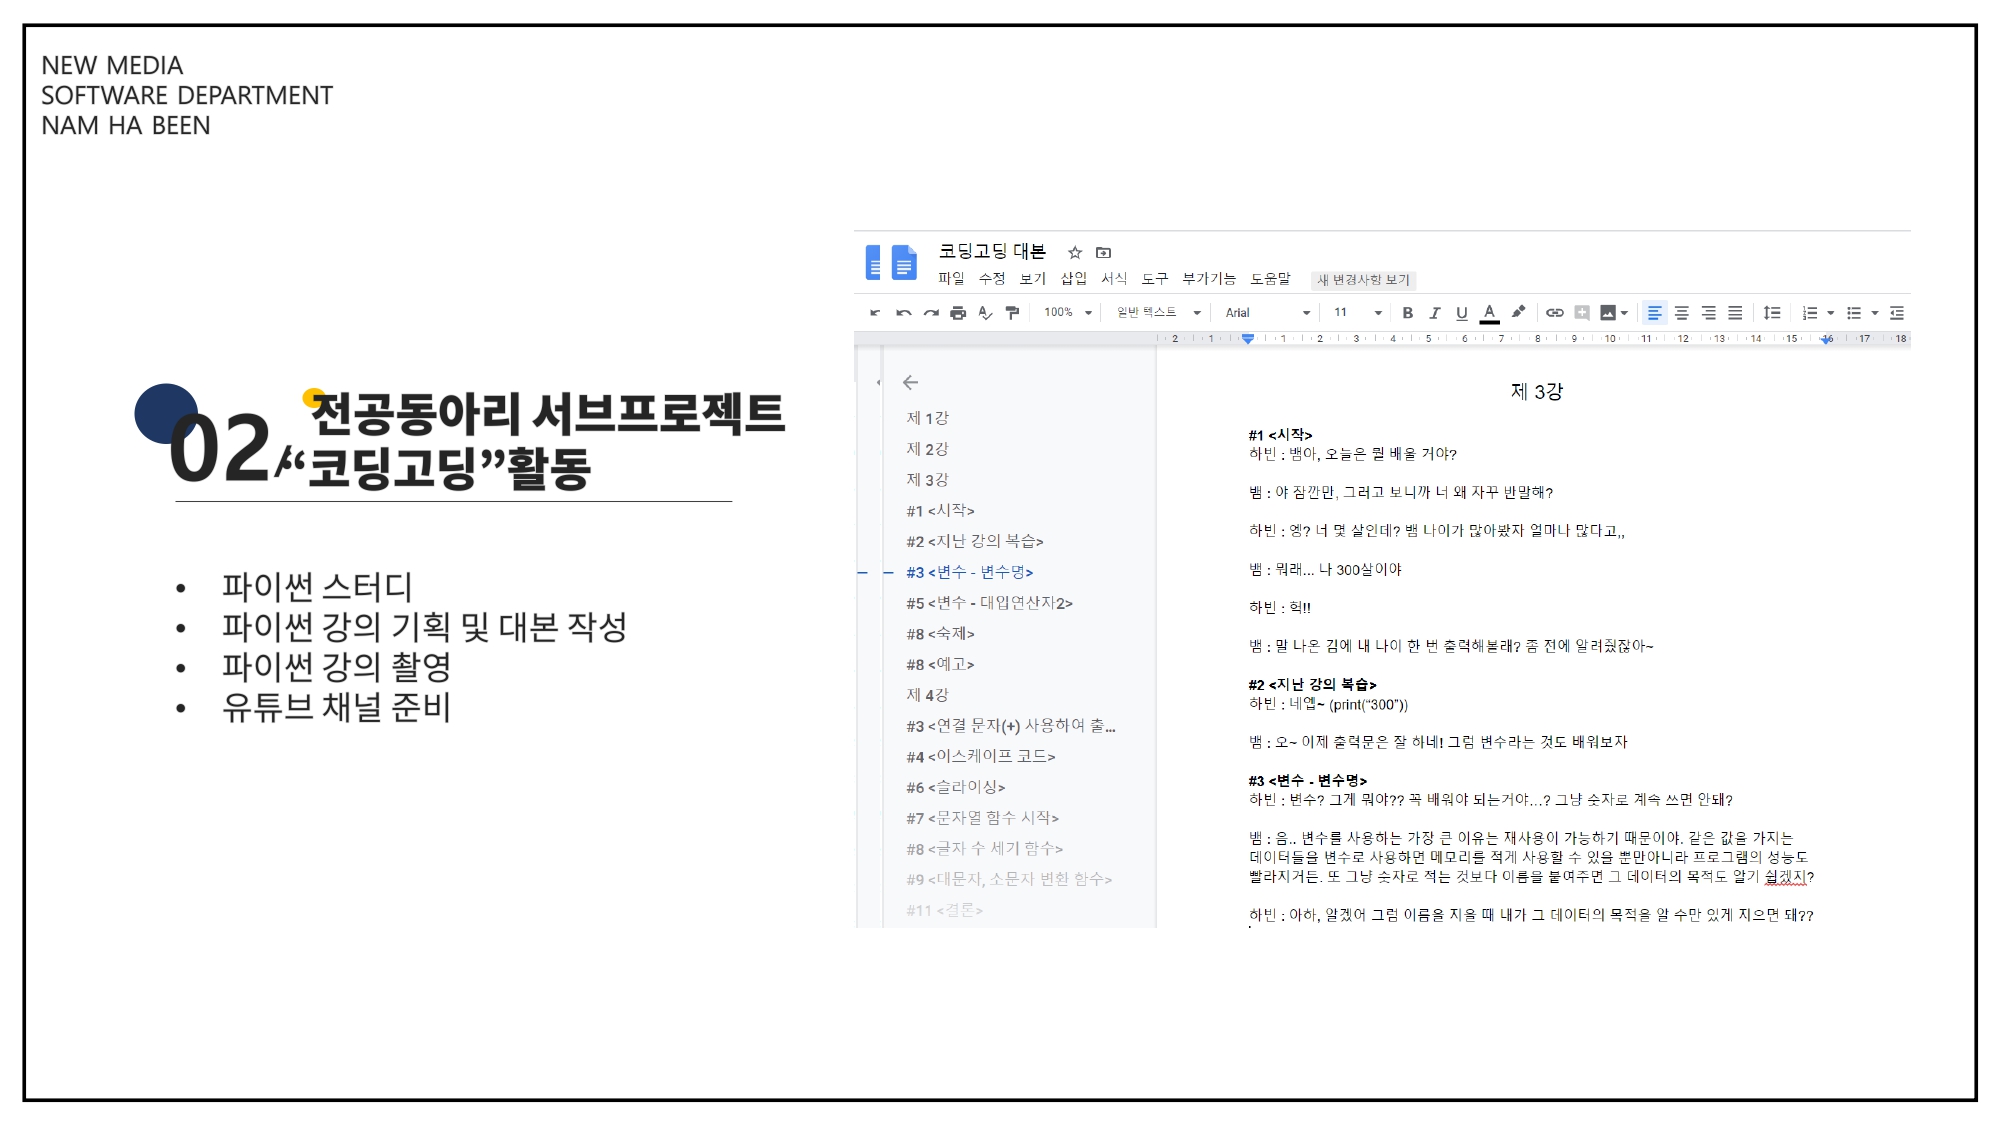 NEW MEDIA
SOFTWARE DEPARTMENT
NAM HA BEEN
02
전공동아리 서브프로젝트
“코딩고딩”활동
• 파이썬 스터디
• 파이썬 강의 기획 및 대본 작성
• 파이썬 강의 촬영
• 유튜브 채널 준비
코딩고딩 대본
파일 수정 보기 삽입 서식 도구 부가기능 도움말 새 변경사항 보기
100% 일반 텍스트 Arial 11 B I U A
2 1 1 2 3 4 5 6 7 8 9 10 11 12 13 14 15 16 17 18
제 1강
제 2강
제 3강
#1 <시작>
#2 <지난 강의 복습>
#3 <변수 - 변수명>
#5 <변수 - 대입연산자2>
#8 <숙제>
#8 <예고>
제 4강
#3 <연결 문자(+) 사용하여 출...
#4 <이스케이프 코드>
#6 <슬라이싱>
#7 <문자열 함수 시작>
#8 <글자 수 세기 함수>
#9 <대문자, 소문자 변환 함수>
#11 <결론>
제 3강
#1 <시작>
하빈 : 뱀아, 오늘은 뭘 배울 거야?
뱀 : 야 잠깐만, 그러고 보니까 너 왜 자꾸 반말해?
하빈 : 엥? 너 몇 살인데? 뱀 나이가 많아봤자 얼마나 많다고,,
뱀 : 뭐래... 나 300살이야
하빈 : 헉!!
뱀 : 말 나온 김에 내 나이 한 번 출력해볼래? 좀 전에 알려줬잖아~
#2 <지난 강의 복습>
하빈 : 네엡~ (print(“300”))
뱀 : 오~ 이제 출력문은 잘 하네! 그럼 변수라는 것도 배워보자
#3 <변수 - 변수명>
하빈 : 변수? 그게 뭐야?? 꼭 배워야 되는거야...? 그냥 숫자로 계속 쓰면 안돼?
뱀 : 음.. 변수를 사용하는 가장 큰 이유는 재사용이 가능하기 때문이야. 같은 값을 가지는
데이터들을 변수로 사용하면 메모리를 적게 사용할 수 있을 뿐만아니라 프로그램의 성능도
빨라지거든. 또 그냥 숫자로 적는 것보다 이름을 붙여주면 그 데이터의 목적도 알기 쉽겠지?
하빈 : 아하, 알겠어 그럼 이름을 지을 때 내가 그 데이터의 목적을 알 수만 있게 지으면 돼??